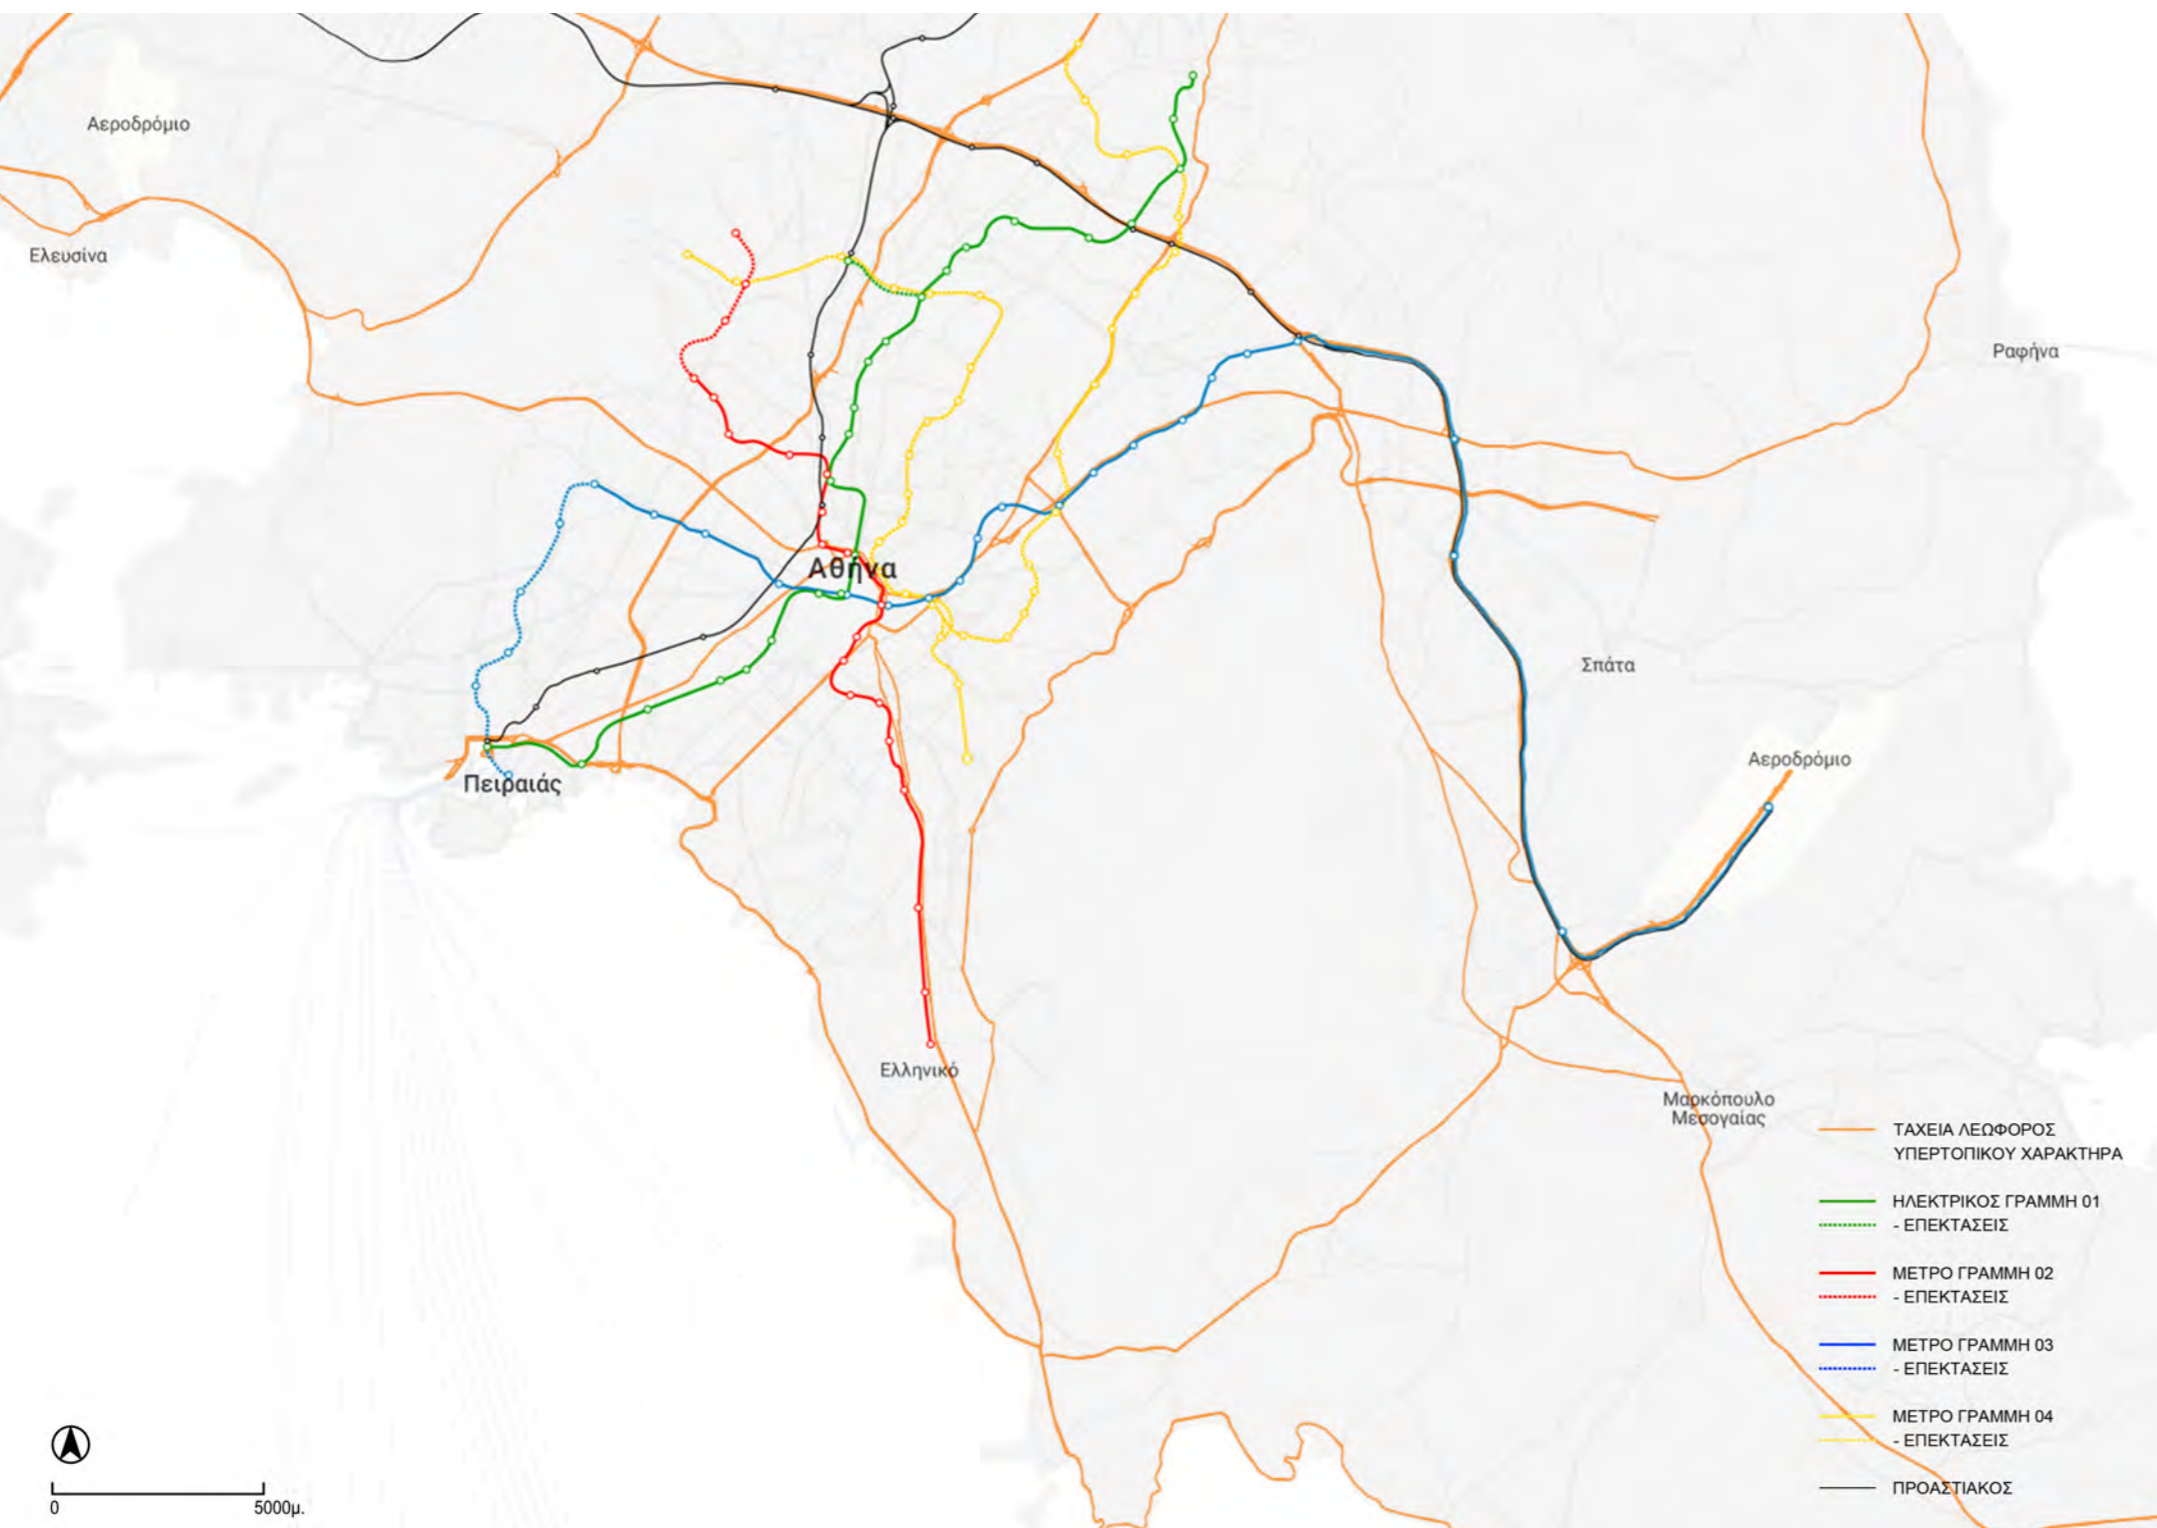 Αεροδρόμιο
Ελευσίνα
Ραφήνα
Αθήνα
Σπάτα
Αεροδρόμιο
Πειραιάς
Ελληνικό
Μαρκόπουλο
Μεσογαίας
ΤΑΧΕΙΑ ΛΕΩΦΟΡΟΣ
ΥΠΕΡΤΟΠΙΚΟΥ ΧΑΡΑΚΤΗΡΑ
ΗΛΕΚΤΡΙΚΟΣ ΓΡΑΜΜΗ 01
- ΕΠΕΚΤΑΣΕΙΣ
ΜΕΤΡΟ ΓΡΑΜΜΗ 02
- ΕΠΕΚΤΑΣΕΙΣ
ΜΕΤΡΟ ΓΡΑΜΜΗ 03
- ΕΠΕΚΤΑΣΕΙΣ
ΜΕΤΡΟ ΓΡΑΜΜΗ 04
- ΕΠΕΚΤΑΣΕΙΣ
ΠΡΟΑΣΤΙΑΚΟΣ
0 5000μ.